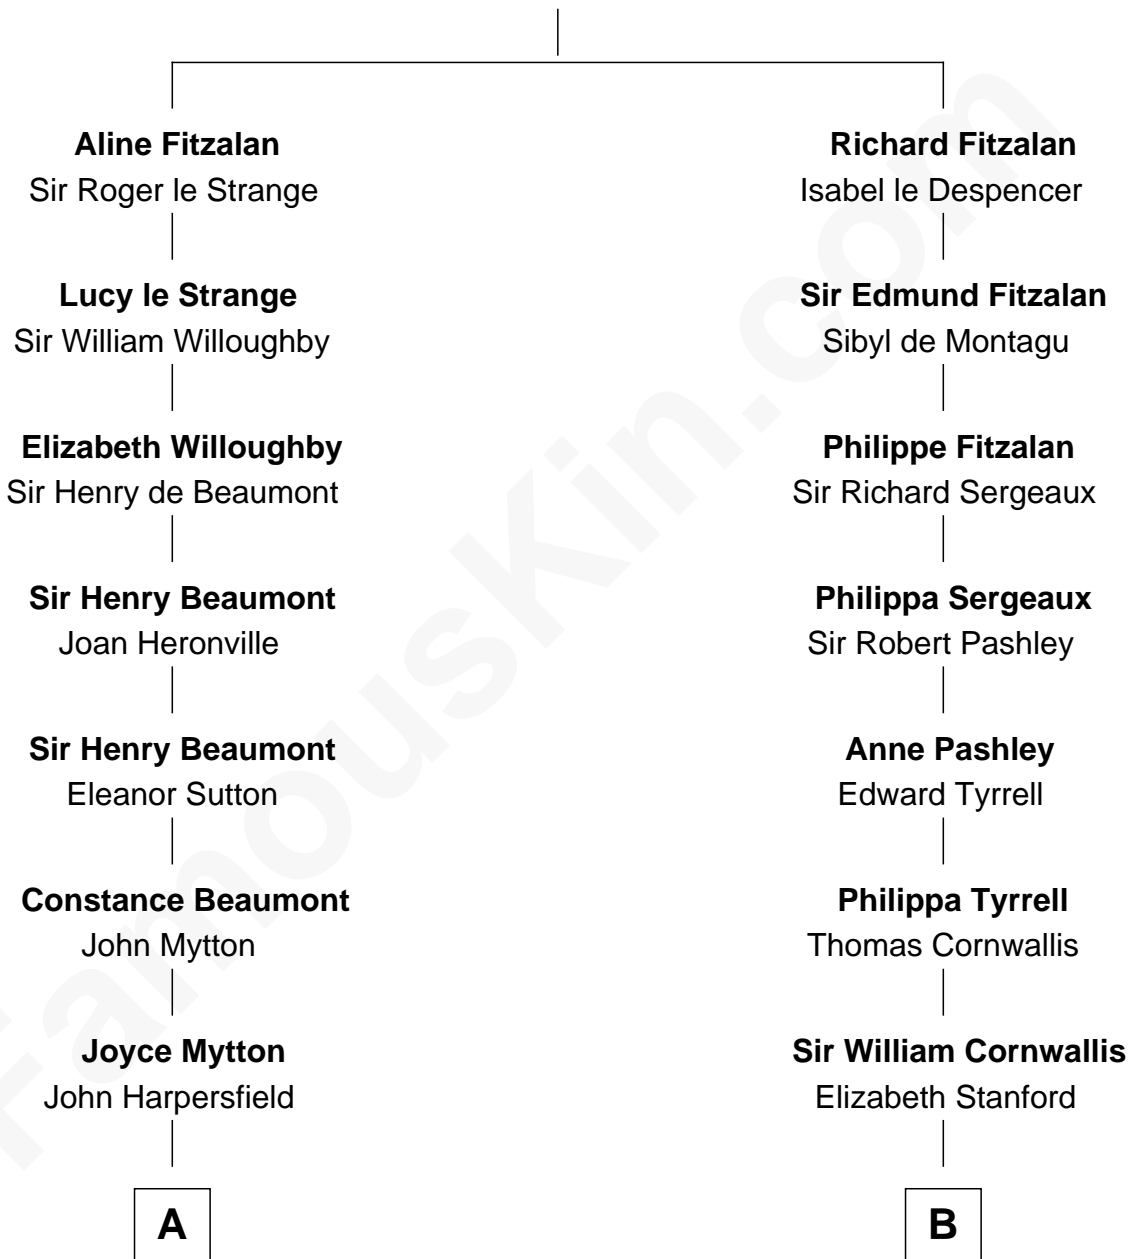 Aline Fitzalan
Sir Roger le Strange
Lucy le Strange
Sir William Willoughby
Elizabeth Willoughby
Sir Henry de Beaumont
Sir Henry Beaumont
Joan Heronville
Sir Henry Beaumont
Eleanor Sutton
Constance Beaumont
John Mytton
Joyce Mytton
John Harpersfield
A
Richard Fitzalan
Isabel le Despencer
Sir Edmund Fitzalan
Sibyl de Montagu
Philippe Fitzalan
Sir Richard Sergeaux
Philippa Sergeaux
Sir Robert Pashley
Anne Pashley
Edward Tyrrell
Philippa Tyrrell
Thomas Cornwallis
Sir William Cornwallis
Elizabeth Stanford
B
FamousKin.com